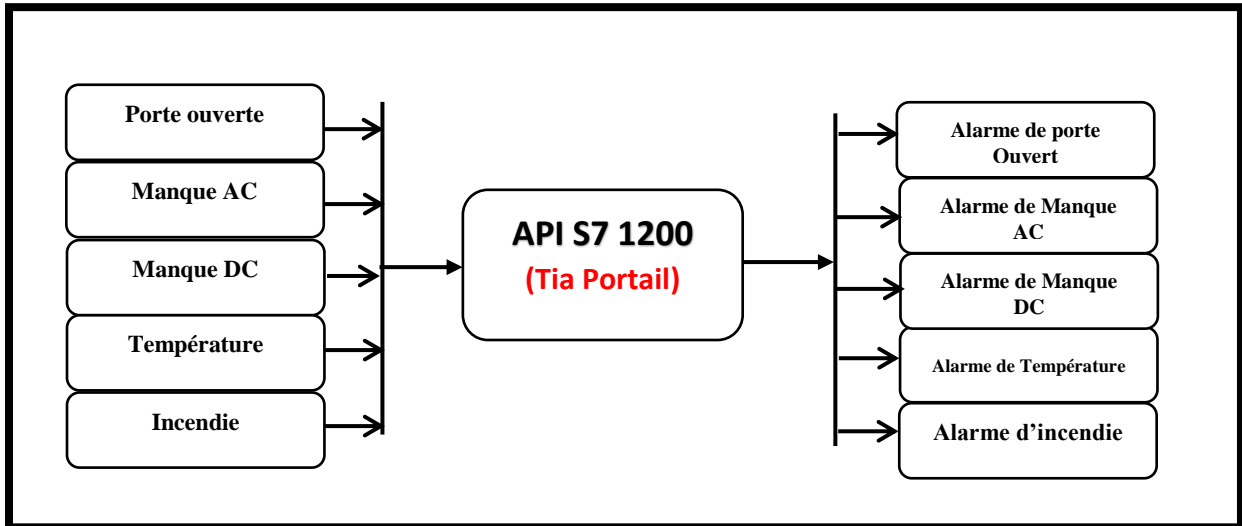 Porte ouverte
Manque AC
Manque DC
Température
Incendie
API S7 1200
(Tia Portail)
Alarme de porte
Ouvert
Alarme de Manque
AC
Alarme de Manque
DC
Alarme de Température
Alarme d’incendie